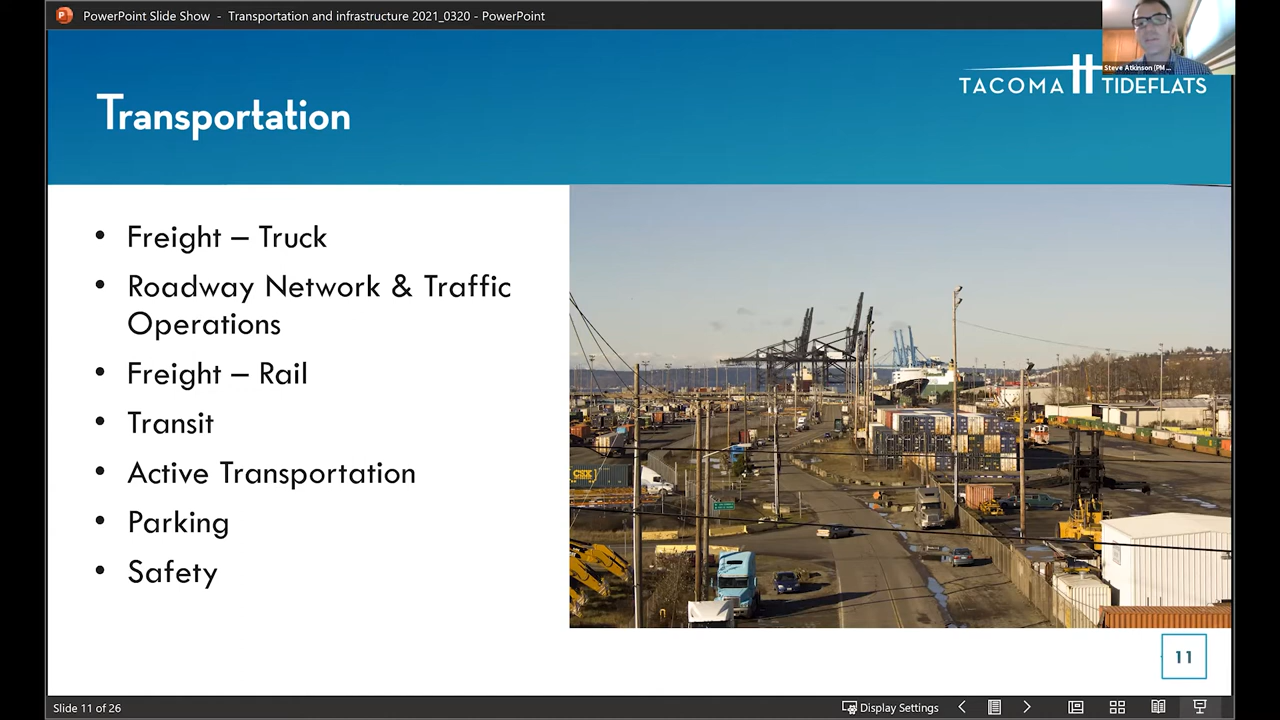 PowerPoint Slide Show - Transportation and infrastructure 2021_0320 - PowerPoint
Steve Atkinson (PM ...
TACOMA TIDEFLATS
Transportation
• Freight – Truck
• Roadway Network & Traffic
Operations
• Freight – Rail
• Transit
• Active Transportation
• Parking
• Safety
11
Slide 11 of 26
Display Settings